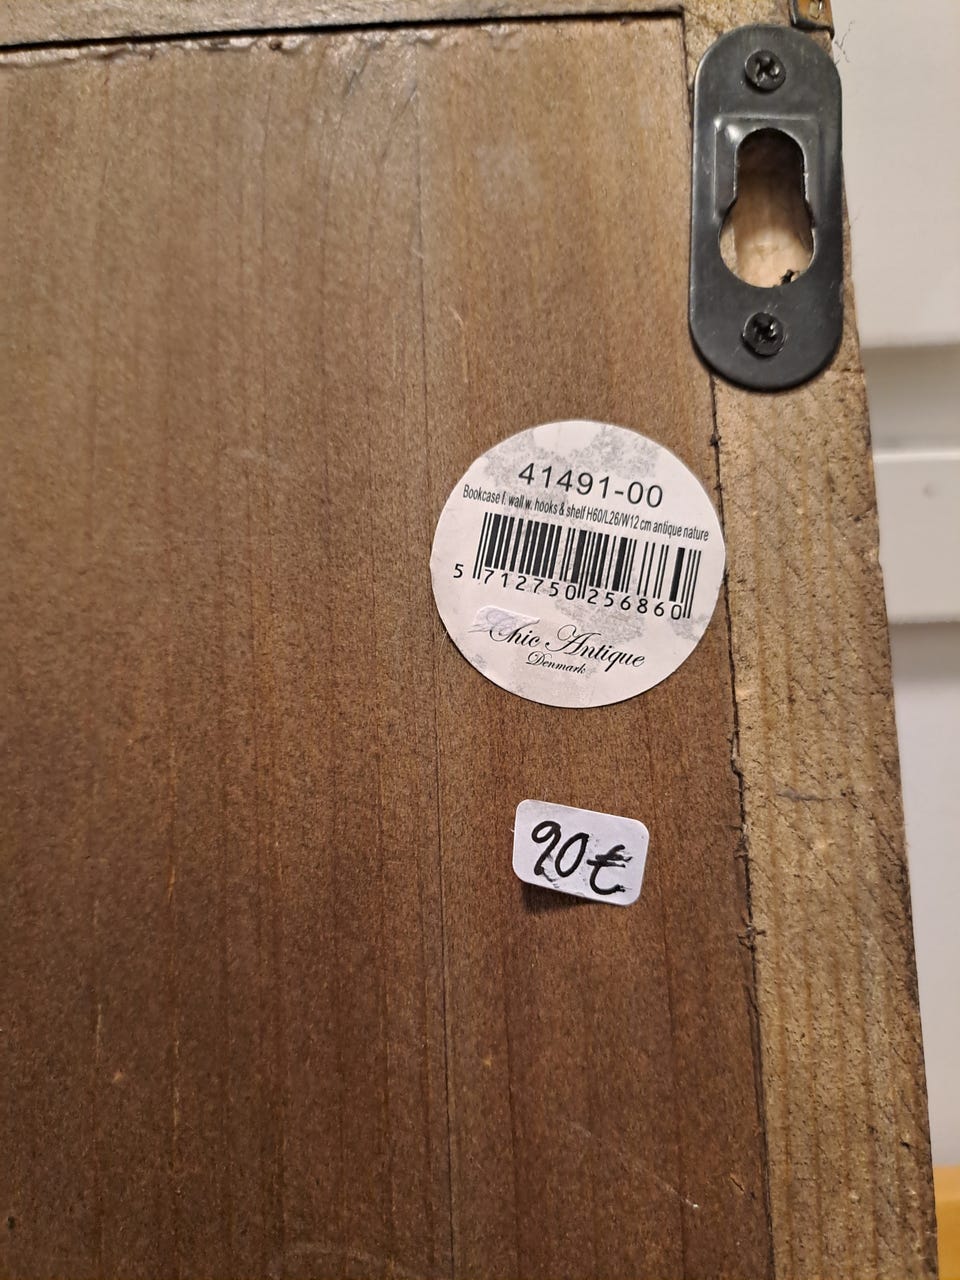 41491-00
Bookcase f. wall w. hooks & shelf H60/L26/W12 cm antique nature
5 712750 256860
Chic Antique
Denmark
90€